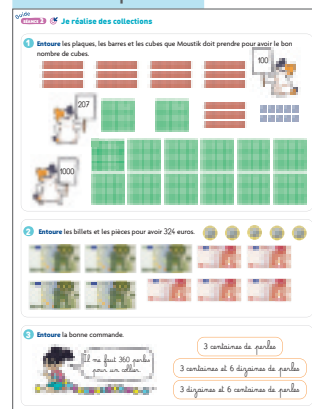 Guide
SÉANCE 2 Je réalise des collections
1 Entoure les plaques, les barres et les cubes que Moustik doit prendre pour avoir le bon
nombre de cubes.
100
207
1000
2 Entoure les billets et les pièces pour avoir 324 euros.
3 Entoure la bonne commande.
Il me faut 360 perles
pour un collier.
3 centaines de perles
3 centaines et 6 dizaines de perles
3 dizaines et 6 centaines de perles